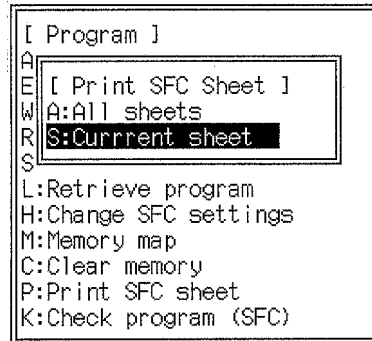 [ Program ]
A
E
W
R
S
[ Print SFC Sheet ]
A:All sheets
S:Currrent sheet
L:Retrieve program
H:Change SFC settings
M:Memory map
C:Clear memory
P:Print SFC sheet
K:Check program (SFC)